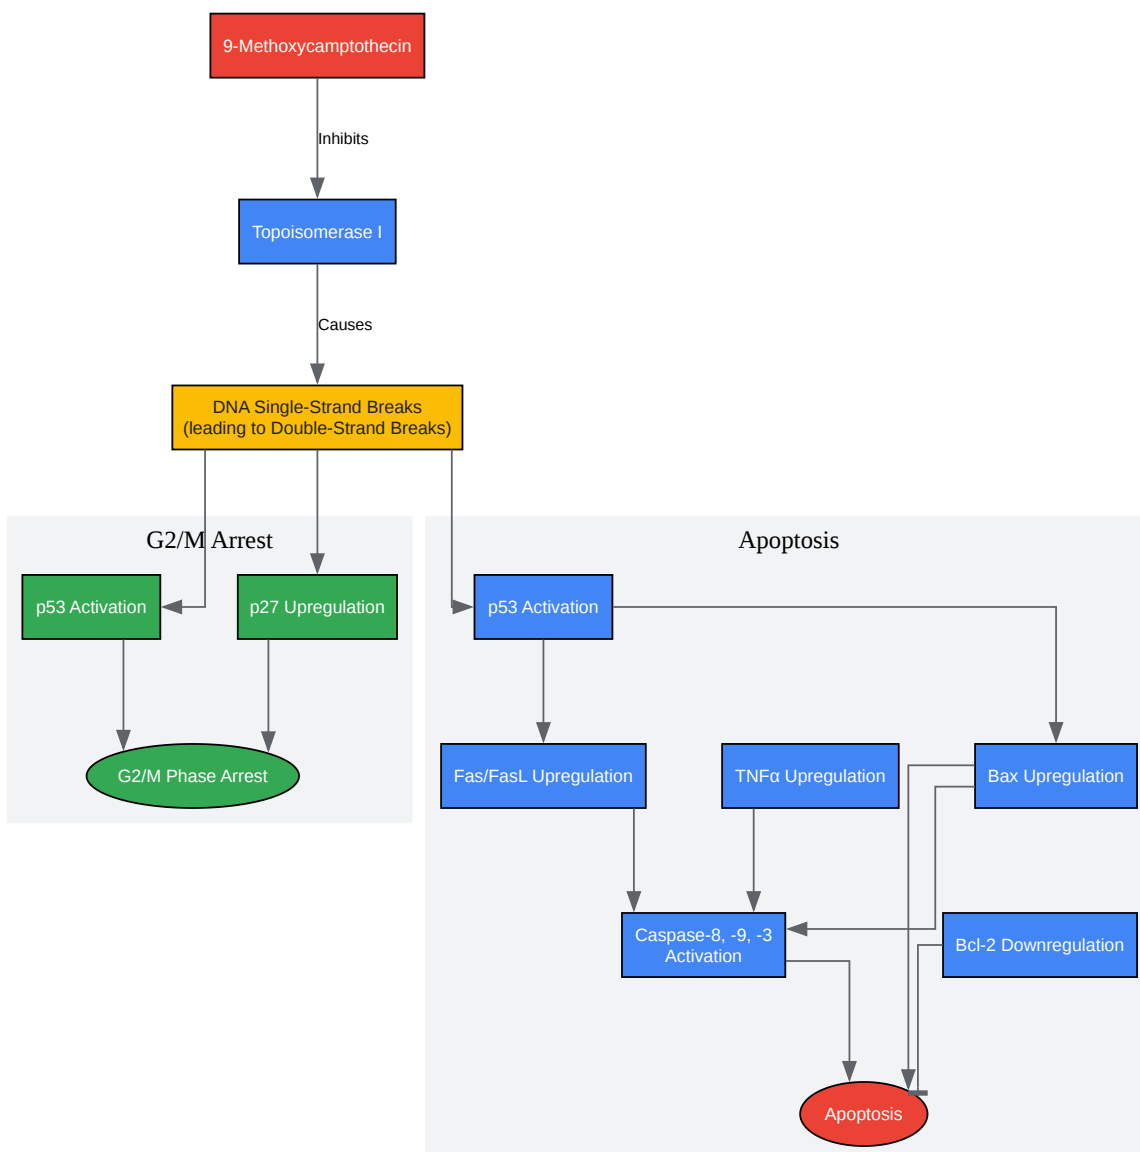 9-Methoxycamptothecin
Inhibits
Topoisomerase I
Causes
DNA Single-Strand Breaks
(leading to Double-Strand Breaks)
G2/M Arrest
Apoptosis
p53 Activation
p27 Upregulation
p53 Activation
G2/M Phase Arrest
Fas/FasL Upregulation
TNFα Upregulation
Bax Upregulation
Caspase-8, -9, -3
Activation
Bcl-2 Downregulation
Apoptosis